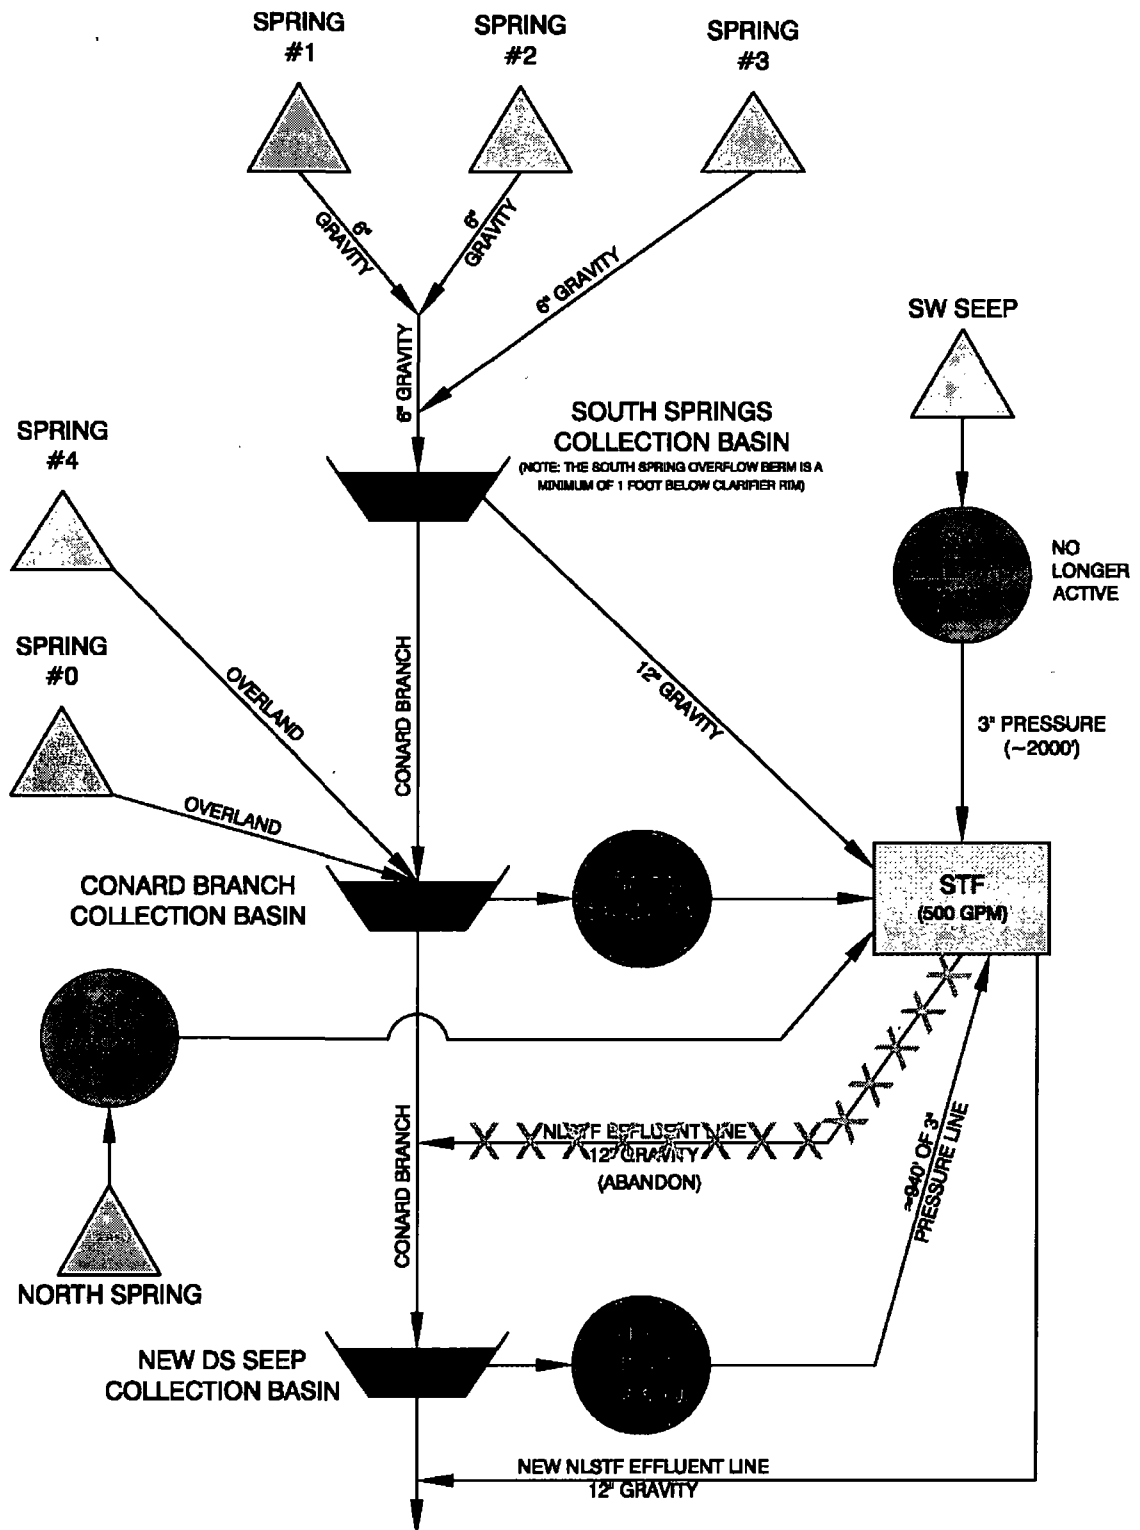 SPRING
#1
SPRING
#2
SPRING
#3
6"
GRAVITY
6"
GRAVITY
6" GRAVITY
6" GRAVITY
SW SEEP
SOUTH SPRINGS
COLLECTION BASIN
(NOTE: THE SOUTH SPRING OVERFLOW BERM IS A
MINIMUM OF 1 FOOT BELOW CLARIFIER RIM)
SPRING
#4
NO
LONGER
ACTIVE
SPRING
#0
OVERLAND
CONARD BRANCH
12" GRAVITY
3" PRESSURE
(~2000')
OVERLAND
CONARD BRANCH
COLLECTION BASIN
STF
(500 GPM)
CONARD BRANCH
NLSTF EFFLUENT LINE
12" GRAVITY
(ABANDON)
≈940' OF 3"
PRESSURE LINE
NORTH SPRING
NEW DS SEEP
COLLECTION BASIN
NEW NLSTF EFFLUENT LINE
12" GRAVITY